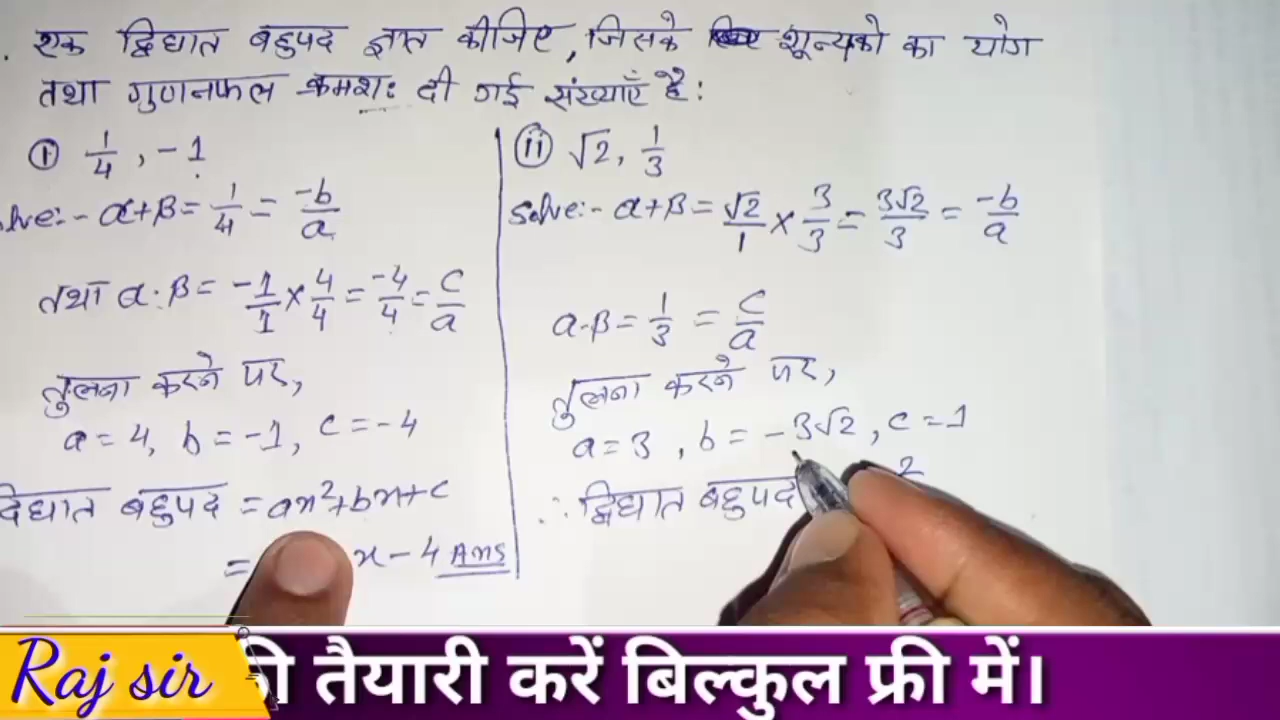 . एक द्विघात बहुपद ज्ञात कीजिए, जिसके शून्यको का योग
तथा गुणनफल क्रमशः दी गई संख्याएँ है:
(i) 1/4, -1
olve:- α+β = 1/4 = -b/a
तथा α.β = -1/1 × 4/4 = -4/4 = c/a
तुलना करने पर,
a = 4, b = -1, c = -4
दिघात बहुपद = ax²+bx+c
= x - 4 Ans
(ii) √2, 1/3
Solve:- α+β = √2/1 × 3/3 = 3√2/3 = -b/a
α.β = 1/3 = c/a
तुलना करने पर,
a = 3, b = -3√2, c = 1
∴ द्विघात बहुपद 2
Raj sir
की तैयारी करें बिल्कुल फ्री में।